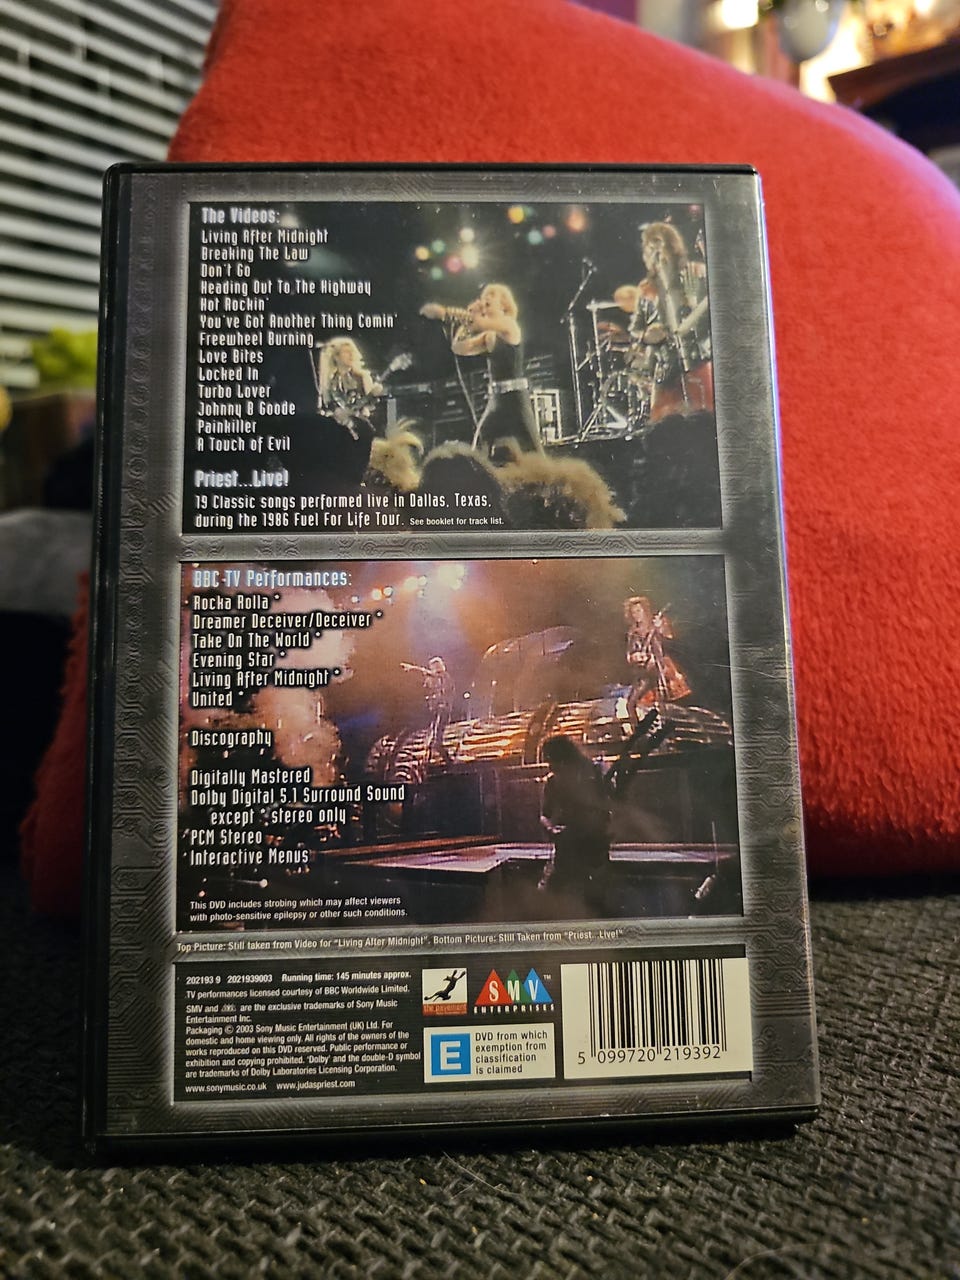 The Videos:
Living After Midnight
Breaking The Law
Don't Go
Heading Out To The Highway
Hot Rockin'
You've Got Another Thing Comin'
Freewheel Burning
Love Bites
Locked In
Turbo Lover
Johnny B Goode
Painkiller
A Touch of Evil
Priest...Live!
19 Classic songs performed live in Dallas, Texas,
during the 1986 Fuel For Life Tour. See booklet for track list.
BBC-TV Performances:
Rocka Rolla *
Dreamer Deceiver/Deceiver *
Take On The World *
Evening Star *
Living After Midnight *
United *
Discography
Digitally Mastered
Dolby Digital 5.1 Surround Sound
except * stereo only
PCM Stereo
Interactive Menus
This DVD includes strobing which may affect viewers
with photo-sensitive epilepsy or other such conditions.
Top Picture: Still taken from Video for "Living After Midnight". Bottom Picture: Still Taken from "Priest...Live!"
202193 9 2021939003 Running time: 145 minutes approx.
TV performances licensed courtesy of BBC Worldwide Limited.
SMV and are the exclusive trademarks of Sony Music
Entertainment Inc.
Packaging © 2003 Sony Music Entertainment (UK) Ltd. For
domestic and home viewing only. All rights of the owners of the
works reproduced on this DVD reserved. Public performance or
exhibition and copying prohibited. 'Dolby' and the double-D symbol
are trademarks of Dolby Laboratories Licensing Corporation.
www.sonymusic.co.uk www.judaspriest.com
the pavement
SMV™
ENTERPRISES
E
DVD from which
exemption from
classification
is claimed
5 099720 219392